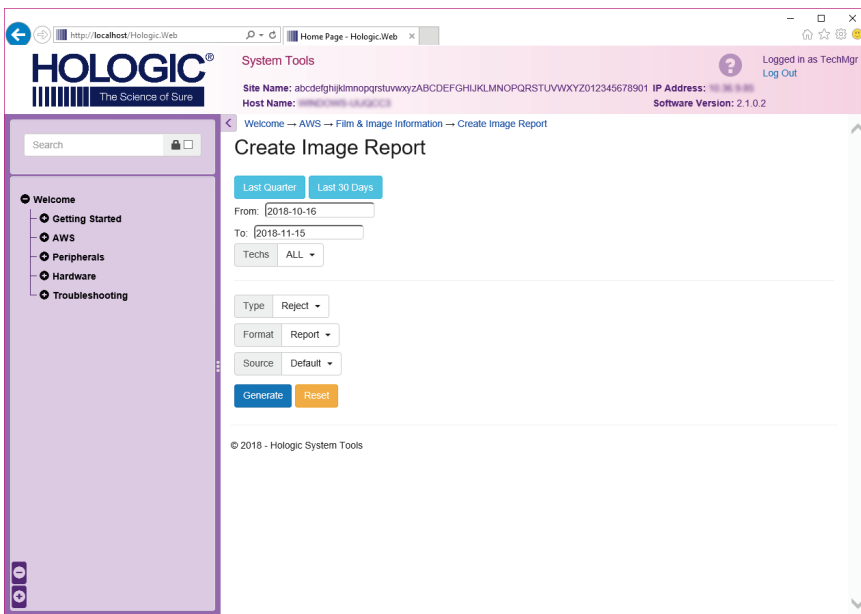 http://localhost/Hologic.Web
Home Page - Hologic.Web
HOLOGIC®
The Science of Sure
System Tools
Logged in as TechMgr
Log Out
Site Name: abcdefghijklmnopqrstuvwxyzABCDEFGHIJKLMNOPQRSTUVWXYZ012345678901 IP Address:
Host Name:
Software Version: 2.1.0.2
Welcome → AWS → Film & Image Information → Create Image Report
Search
Welcome
Getting Started
AWS
Peripherals
Hardware
Troubleshooting
Create Image Report
Last Quarter Last 30 Days
From: 2018-10-16
To: 2018-11-15
Techs ALL
Type Reject
Format Report
Source Default
Generate Reset
© 2018 - Hologic System Tools